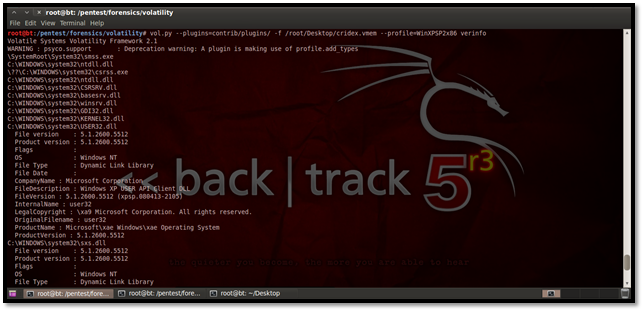 root@bt: /pentest/forensics/volatility
File Edit View Terminal Help
root@bt:/pentest/forensics/volatility# vol.py --plugins=contrib/plugins/ -f /root/Desktop/cridex.vmem --profile=WinXPSP2x86 verinfo
Volatile Systems Volatility Framework 2.1
WARNING : psyco.support : Deprecation warning: A plugin is making use of profile.add_types
\SystemRoot\System32\smss.exe
C:\WINDOWS\system32\ntdll.dll
\??\C:\WINDOWS\system32\csrss.exe
C:\WINDOWS\system32\ntdll.dll
C:\WINDOWS\system32\CSRSRV.dll
C:\WINDOWS\system32\basesrv.dll
C:\WINDOWS\system32\winsrv.dll
C:\WINDOWS\system32\GDI32.dll
C:\WINDOWS\system32\KERNEL32.dll
C:\WINDOWS\system32\USER32.dll
File version : 5.1.2600.5512
Product version : 5.1.2600.5512
Flags :
OS : Windows NT
File Type : Dynamic Link Library
File Date :
CompanyName : Microsoft Corporation
FileDescription : Windows XP USER API Client DLL
FileVersion : 5.1.2600.5512 (xpsp.080413-2105)
InternalName : user32
LegalCopyright : \xa9 Microsoft Corporation. All rights reserved.
OriginalFilename : user32
ProductName : Microsoft\xae Windows\xae Operating System
ProductVersion : 5.1.2600.5512
C:\WINDOWS\system32\sxs.dll
File version : 5.1.2600.5512
Product version : 5.1.2600.5512
Flags :
OS : Windows NT
File Type : Dynamic Link Library
<< back | track 5 r3
the quieter you become, the more you are able to hear
root@bt: /pentest/fore...
root@bt: /pentest/fore...
root@bt: ~/Desktop